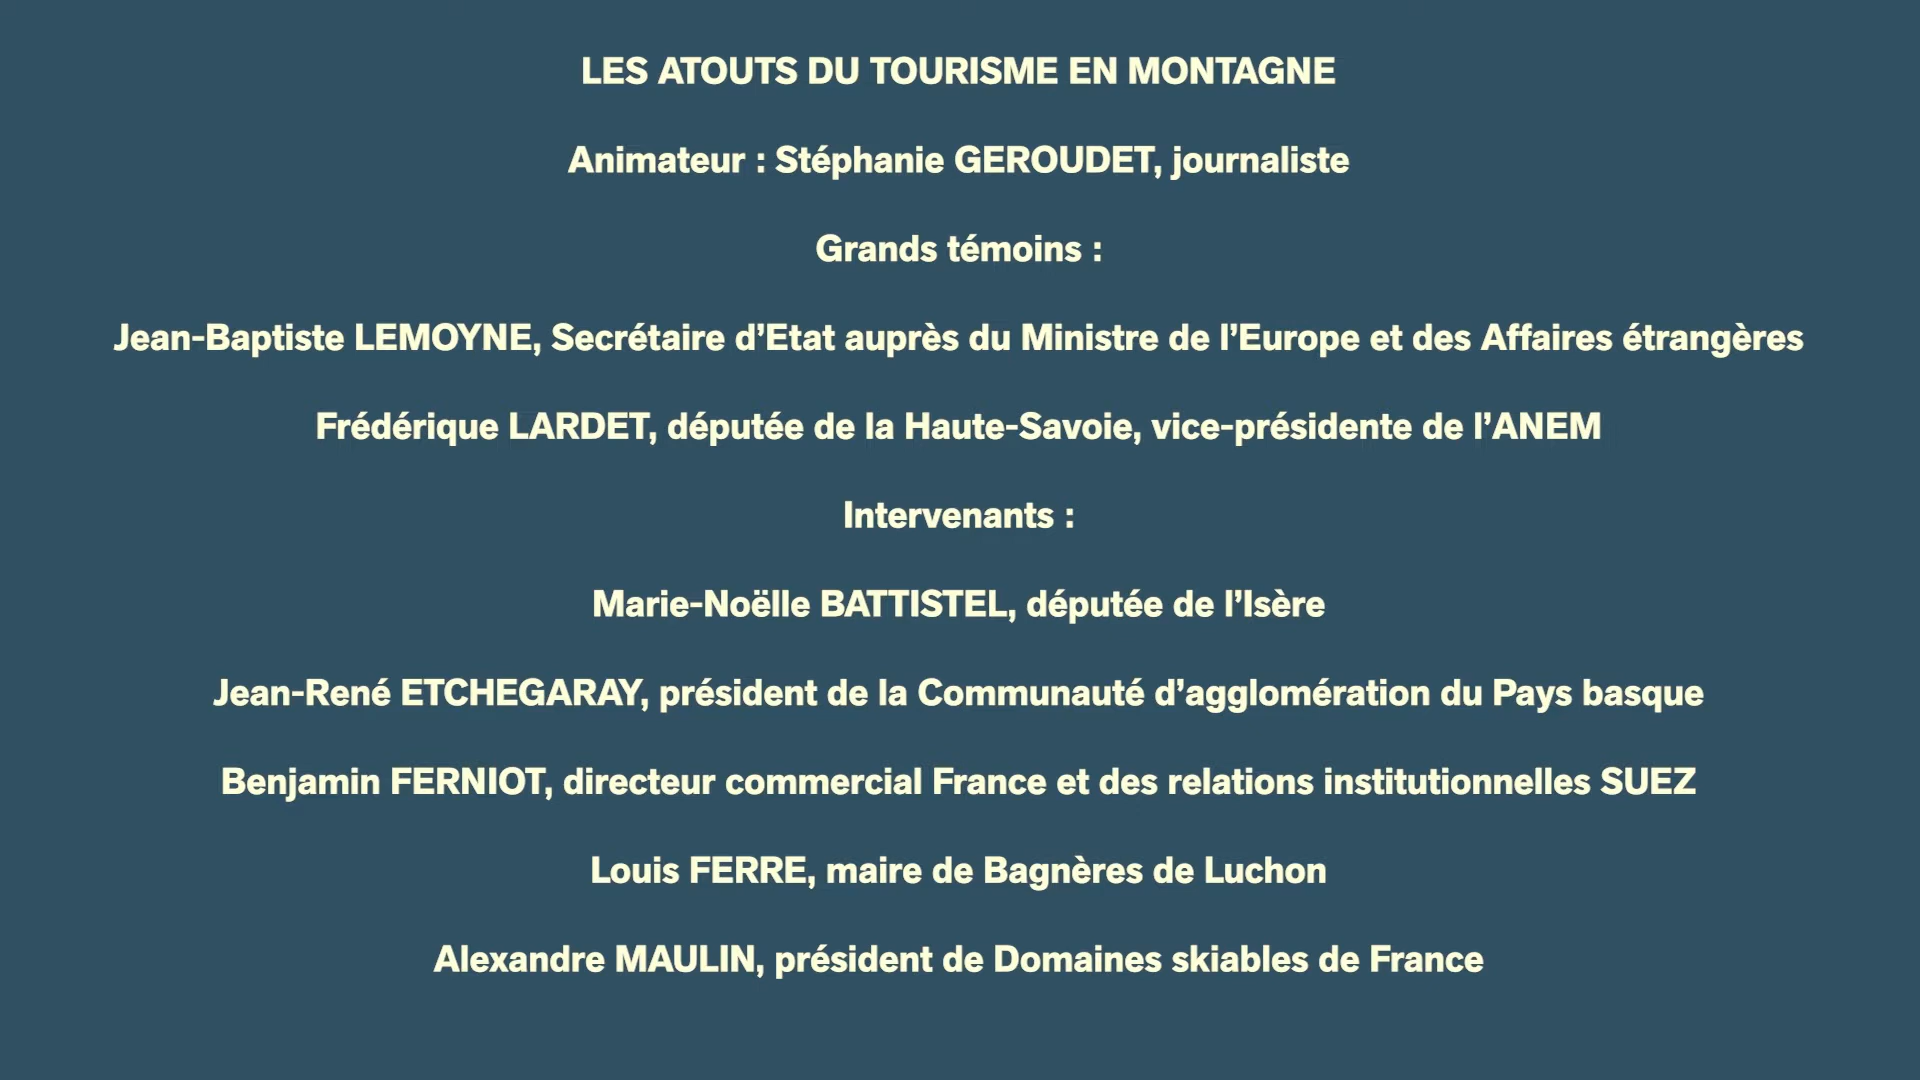 LES ATOUTS DU TOURISME EN MONTAGNE
Animateur : Stéphanie GEROUDET, journaliste
Grands témoins :
Jean-Baptiste LEMOYNE, Secrétaire d’Etat auprès du Ministre de l’Europe et des Affaires étrangères
Frédérique LARDET, députée de la Haute-Savoie, vice-présidente de l’ANEM
Intervenants :
Marie-Noëlle BATTISTEL, députée de l’Isère
Jean-René ETCHEGARAY, président de la Communauté d’agglomération du Pays basque
Benjamin FERNIOT, directeur commercial France et des relations institutionnelles SUEZ
Louis FERRE, maire de Bagnères de Luchon
Alexandre MAULIN, président de Domaines skiables de France